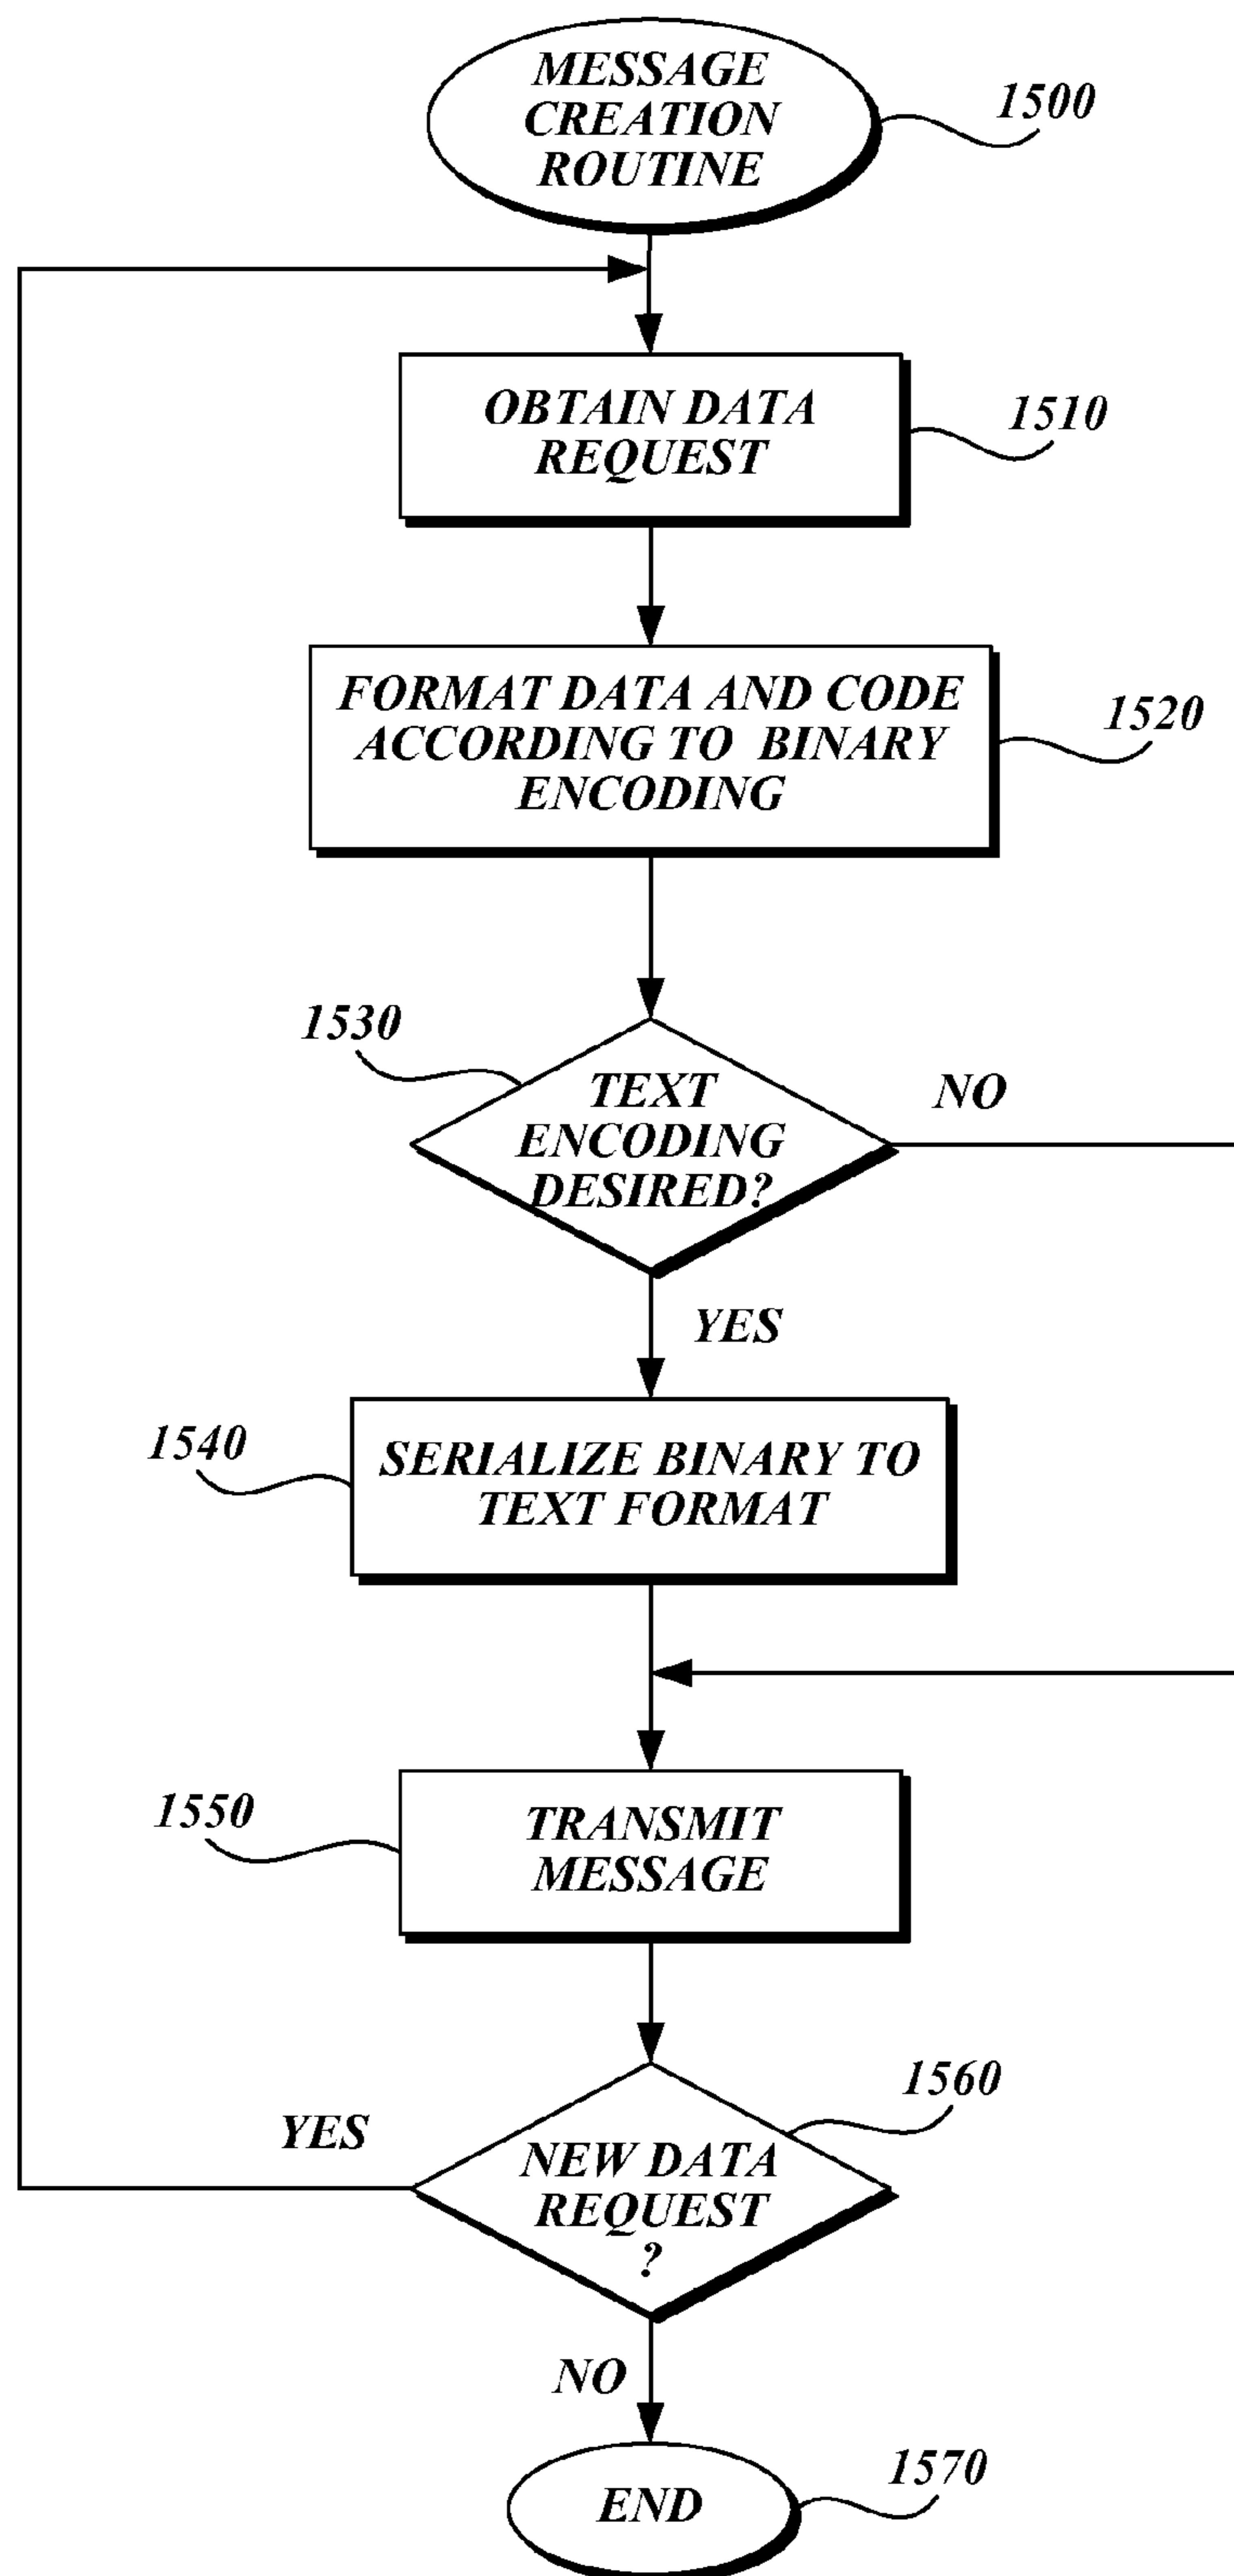 MESSAGE
CREATION
ROUTINE
1500
OBTAIN DATA
REQUEST
1510
FORMAT DATA AND CODE
ACCORDING TO BINARY
ENCODING
1520
1530
TEXT
ENCODING
DESIRED?
NO
YES
1540
SERIALIZE BINARY TO
TEXT FORMAT
1550
TRANSMIT
MESSAGE
1560
YES
NEW DATA
REQUEST
?
NO
END
1570